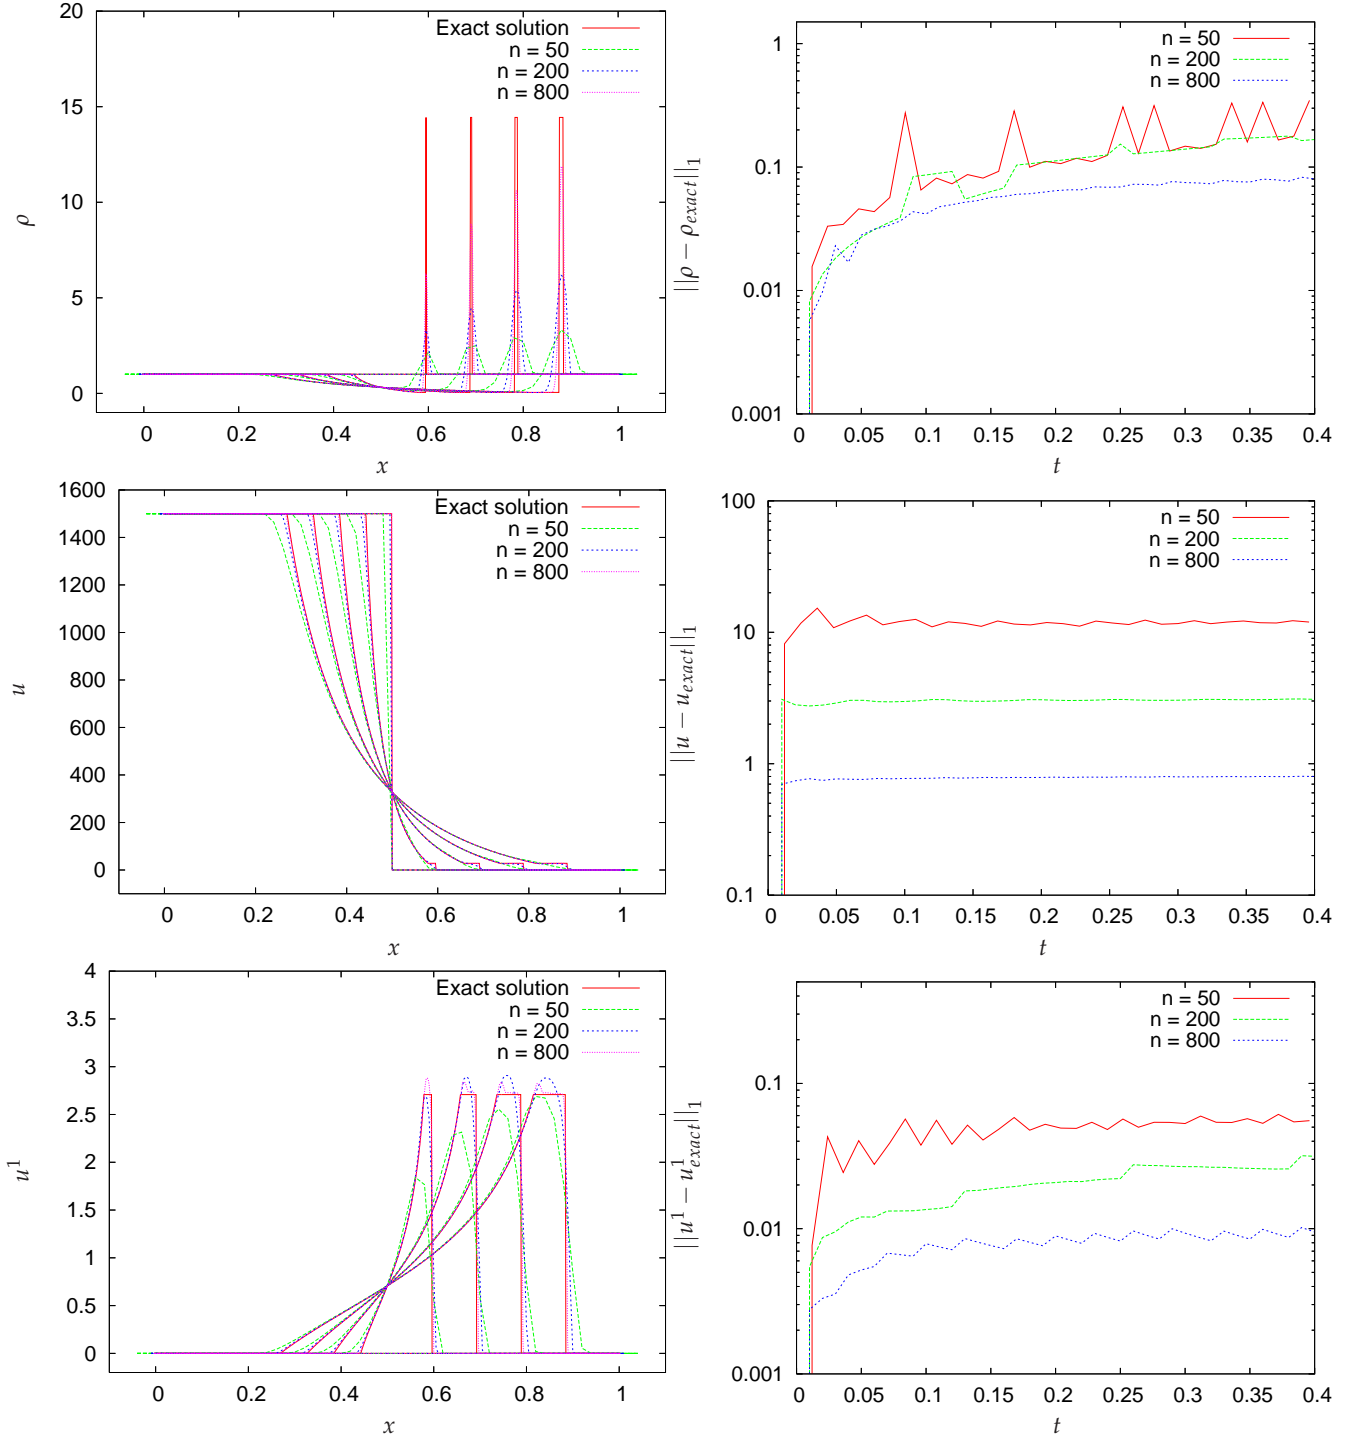 20
15
10
5
0
ρ
0 0.2 0.4 0.6 0.8 1
x
Exact solution
n = 50
n = 200
n = 800
1
0.1
0.01
0.001
||ρ − ρexact||1
0 0.05 0.1 0.15 0.2 0.25 0.3 0.35 0.4
t
n = 50
n = 200
n = 800
1600
1400
1200
1000
800
600
400
200
0
u
0 0.2 0.4 0.6 0.8 1
x
Exact solution
n = 50
n = 200
n = 800
100
10
1
0.1
||u − uexact||1
0 0.05 0.1 0.15 0.2 0.25 0.3 0.35 0.4
t
n = 50
n = 200
n = 800
4
3.5
3
2.5
2
1.5
1
0.5
0
u¹
0 0.2 0.4 0.6 0.8 1
x
Exact solution
n = 50
n = 200
n = 800
0.1
0.01
0.001
||u¹ − u¹exact||1
0 0.05 0.1 0.15 0.2 0.25 0.3 0.35 0.4
t
n = 50
n = 200
n = 800